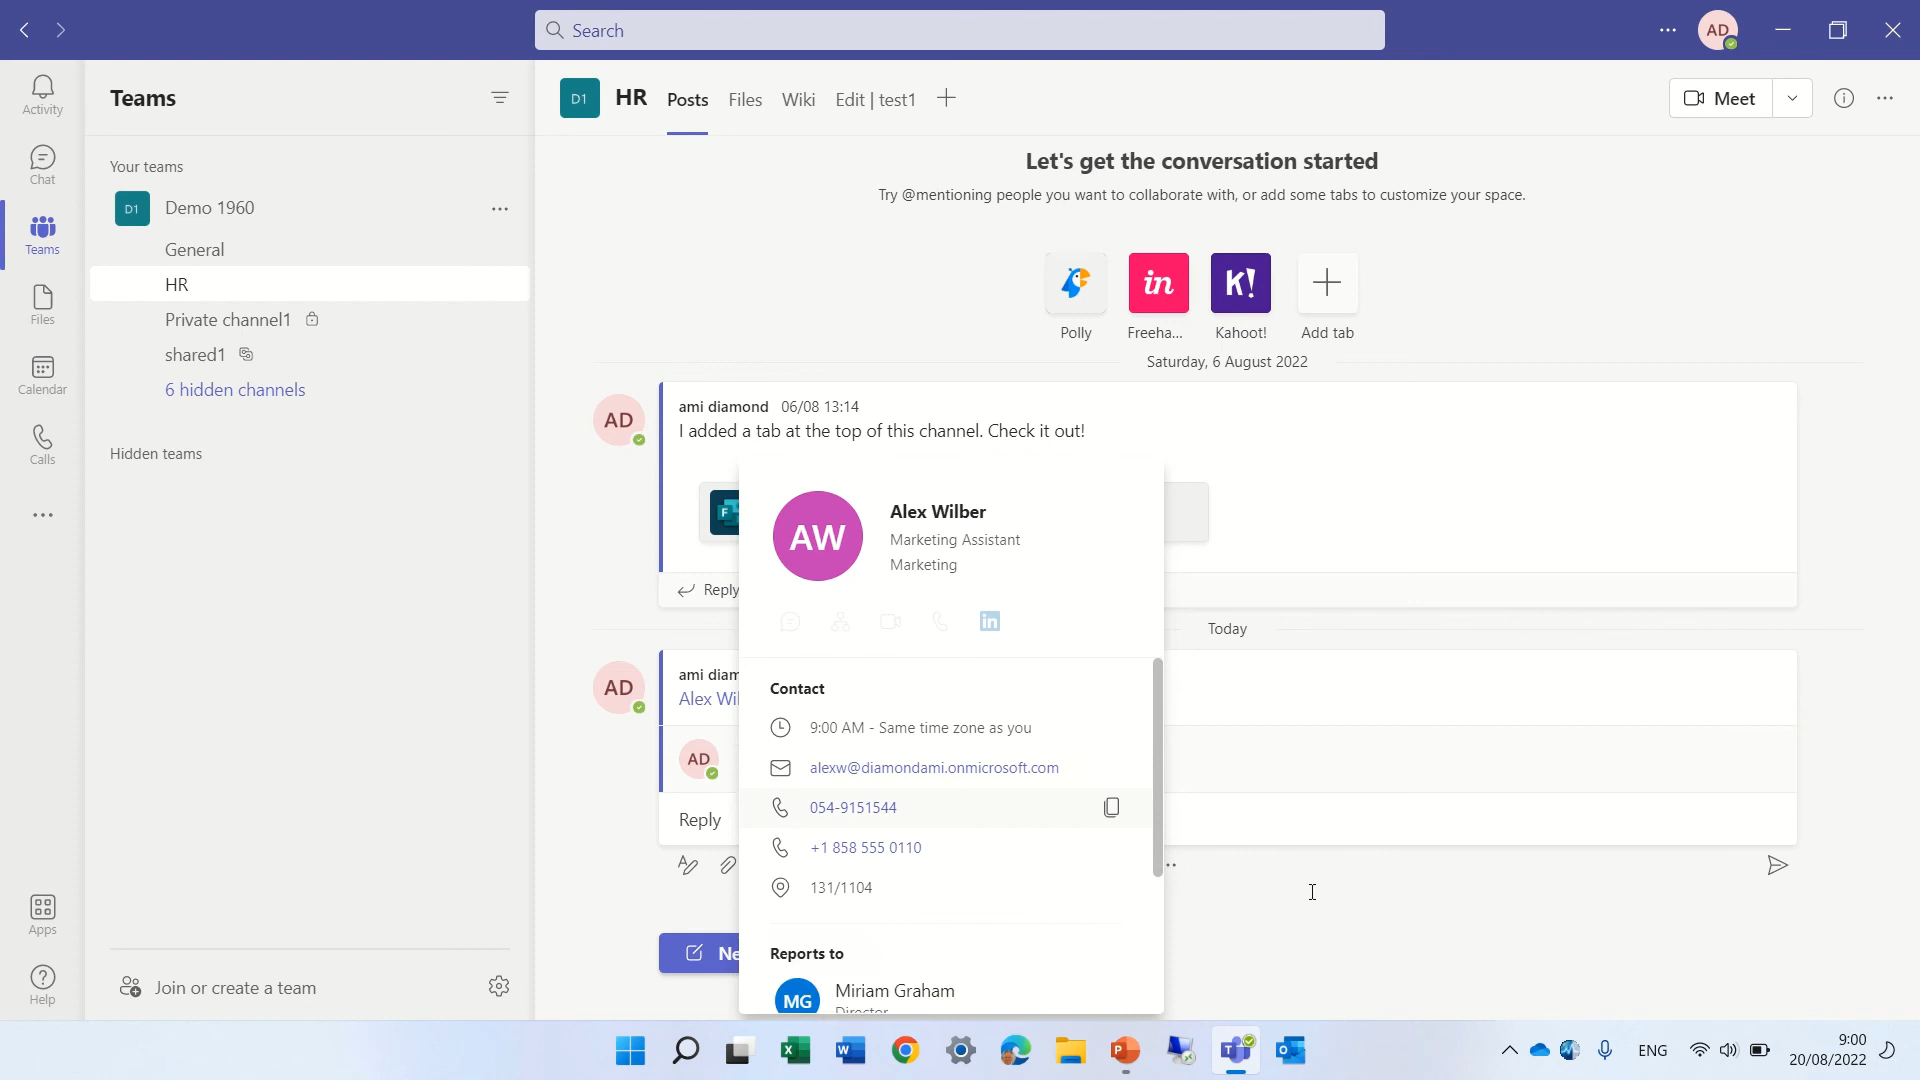 Search
AD
Activity
Chat
Teams
Files
Calendar
Calls
Apps
Help
Teams
Your teams
D1 Demo 1960
General
HR
Private channel1
shared1
6 hidden channels
Hidden teams
Join or create a team
D1 HR Posts Files Wiki Edit | test1
Meet
Let's get the conversation started
Try @mentioning people you want to collaborate with, or add some tabs to customize your space.
in K!
Polly Freeha... Kahoot! Add tab
Saturday, 6 August 2022
AD
ami diamond 06/08 13:14
I added a tab at the top of this channel. Check it out!
F
Reply
Today
AD
ami diam
Alex Wil
AD
Reply
Ne
AW
Alex Wilber
Marketing Assistant
Marketing
in
Contact
9:00 AM - Same time zone as you
alexw@diamondami.onmicrosoft.com
054-9151544
+1 858 555 0110
131/1104
Reports to
MG Miriam Graham
Director
ENG
9:00
20/08/2022